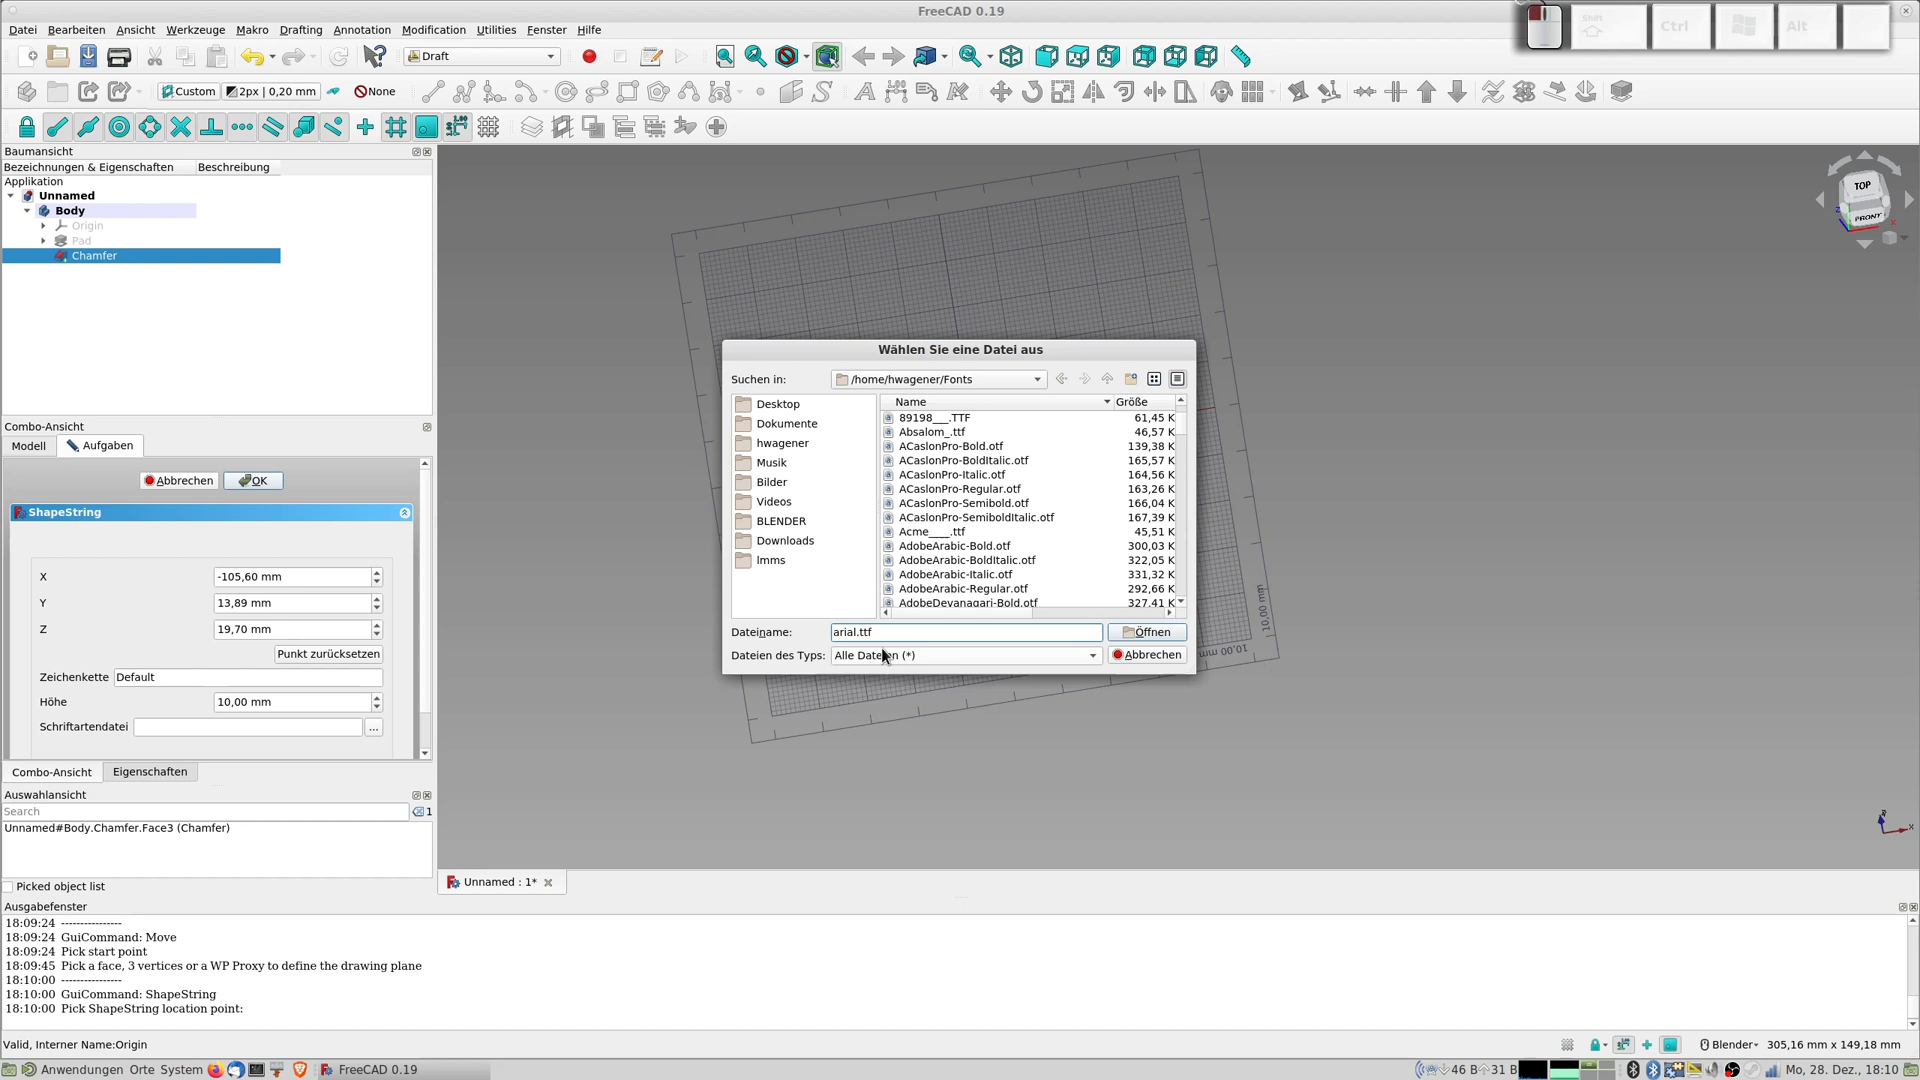 FreeCAD 0.19
Shift
Ctrl
Alt
Datei Bearbeiten Ansicht Werkzeuge Makro Drafting Annotation Modification Utilities Fenster Hilfe
Draft
Custom 2px | 0,20 mm None
Baumansicht
Bezeichnungen & Eigenschaften Beschreibung
Applikation
Unnamed
Body
Origin
Pad
Chamfer
TOP
FRONT
Combo-Ansicht
Modell Aufgaben
Abbrechen OK
ShapeString
X -105,60 mm
Y 13,89 mm
Z 19,70 mm
Punkt zurücksetzen
Zeichenkette Default
Höhe 10,00 mm
Schriftartendatei ...
Combo-Ansicht Eigenschaften
Wählen Sie eine Datei aus
Suchen in: /home/hwagener/Fonts
Desktop
Dokumente
hwagener
Musik
Bilder
Videos
BLENDER
Downloads
lmms
Name Größe
89198___.TTF 61,45 K
Absalom_.ttf 46,57 K
ACaslonPro-Bold.otf 139,38 K
ACaslonPro-BoldItalic.otf 165,57 K
ACaslonPro-Italic.otf 164,56 K
ACaslonPro-Regular.otf 163,26 K
ACaslonPro-Semibold.otf 166,04 K
ACaslonPro-SemiboldItalic.otf 167,39 K
Acme____.ttf 45,51 K
AdobeArabic-Bold.otf 300,03 K
AdobeArabic-BoldItalic.otf 322,05 K
AdobeArabic-Italic.otf 331,32 K
AdobeArabic-Regular.otf 292,66 K
AdobeDevanagari-Bold.otf 327,41 K
Dateiname: arial.ttf Öffnen
Dateien des Typs: Alle Dateien (*) Abbrechen
10,00 mm
10,00 mm
Auswahlansicht
Search 1
Unnamed#Body.Chamfer.Face3 (Chamfer)
Picked object list
Unnamed : 1*
Ausgabefenster
18:09:24 ----------------
18:09:24 GuiCommand: Move
18:09:24 Pick start point
18:09:45 Pick a face, 3 vertices or a WP Proxy to define the drawing plane
18:10:00 ----------------
18:10:00 GuiCommand: ShapeString
18:10:00 Pick ShapeString location point:
Valid, Interner Name:Origin
Blender 305,16 mm x 149,18 mm
Anwendungen Orte System FreeCAD 0.19 46 B 31 B Mo, 28. Dez., 18:10